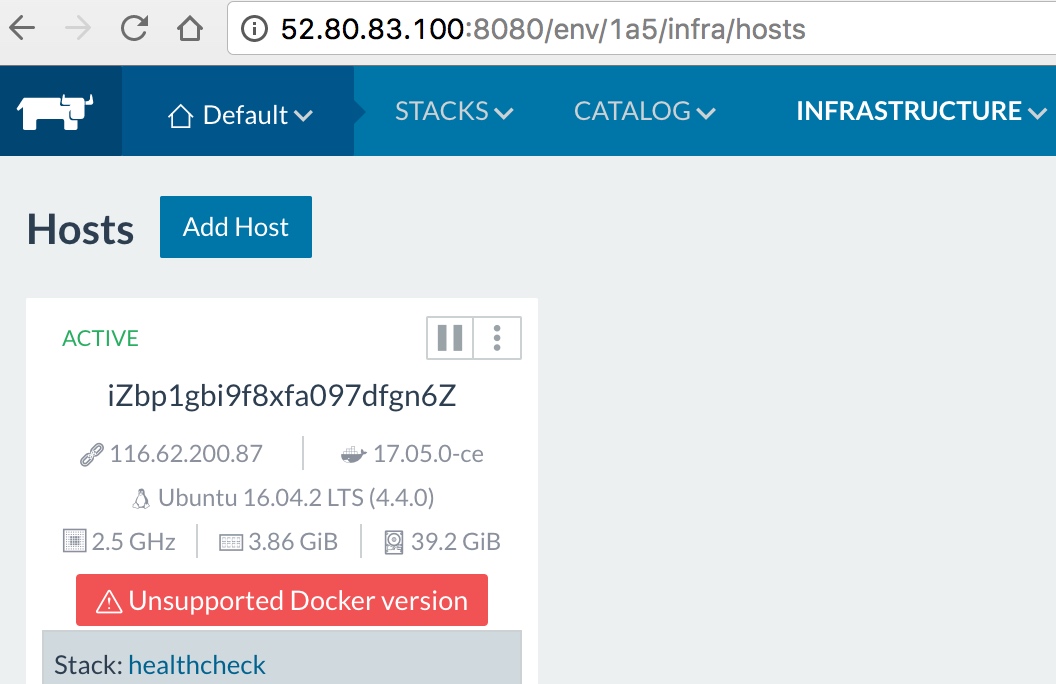 52.80.83.100:8080/env/1a5/infra/hosts
Default STACKS CATALOG INFRASTRUCTURE
Hosts Add Host
ACTIVE
iZbp1gbi9f8xfa097dfgn6Z
116.62.200.87 17.05.0-ce
Ubuntu 16.04.2 LTS (4.4.0)
2.5 GHz 3.86 GiB 39.2 GiB
Unsupported Docker version
Stack: healthcheck